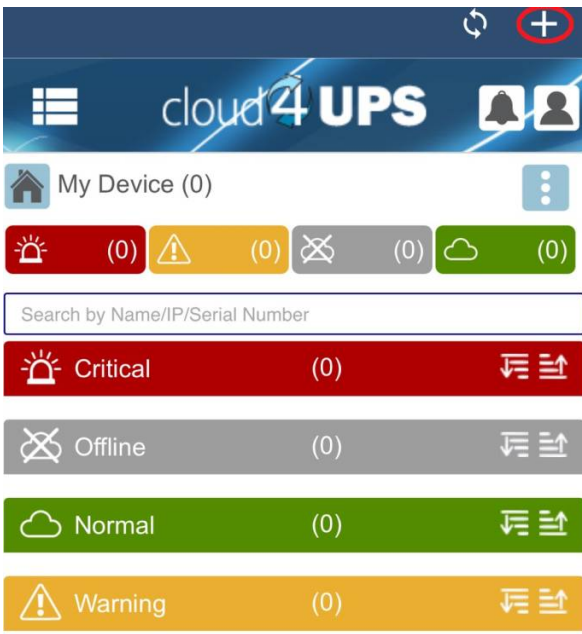 cloud4UPS
My Device (0)
(0) (0) (0) (0)
Search by Name/IP/Serial Number
Critical (0)
Offline (0)
Normal (0)
Warning (0)